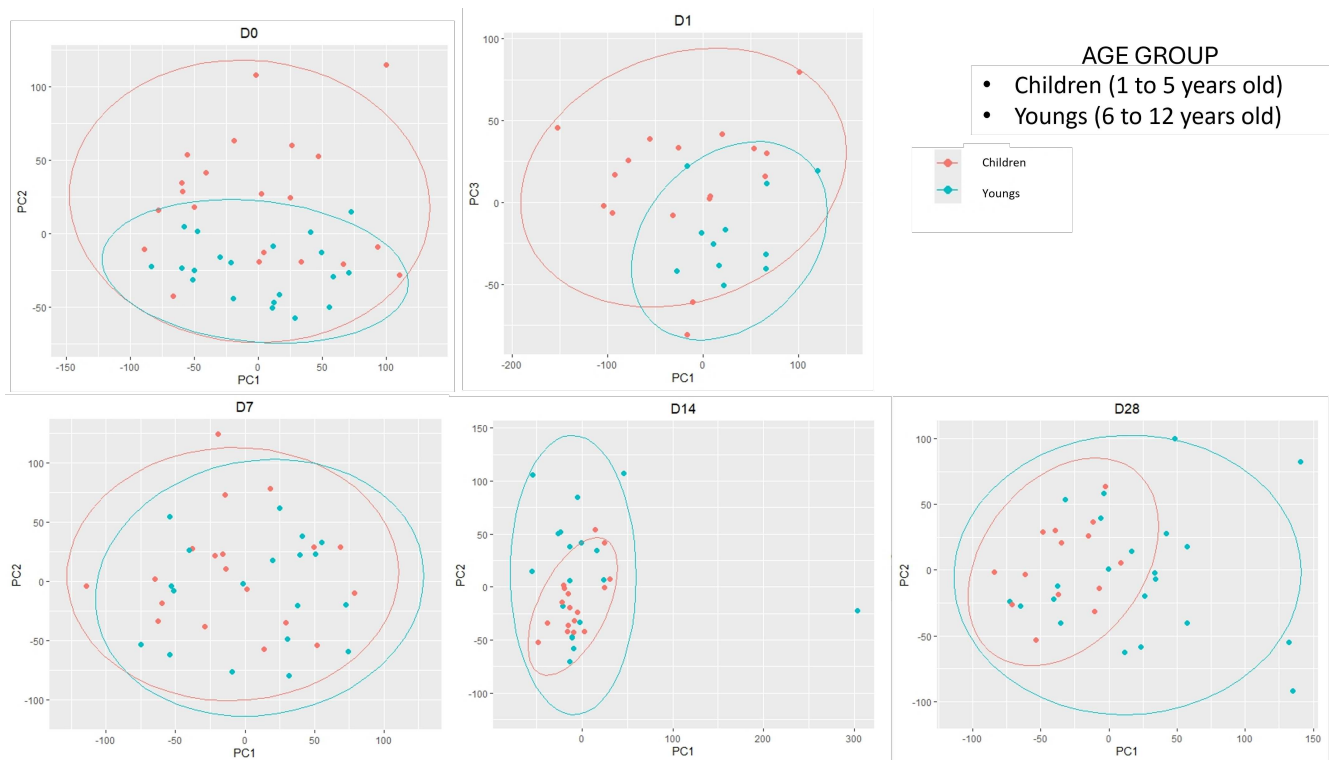 D0
100
50
0
-50
PC2
-150
-100
-50
0
50
100
PC1
D1
100
50
0
-50
PC3
-200
-100
0
100
PC1
AGE GROUP
• Children (1 to 5 years old)
• Youngs (6 to 12 years old)
Children
Youngs
D7
100
50
0
-50
-100
PC2
-100
-50
0
50
100
PC1
D14
150
100
50
0
-50
-100
PC2
0
100
200
300
PC1
D28
100
50
0
-50
-100
PC2
-100
-50
0
50
100
150
PC1